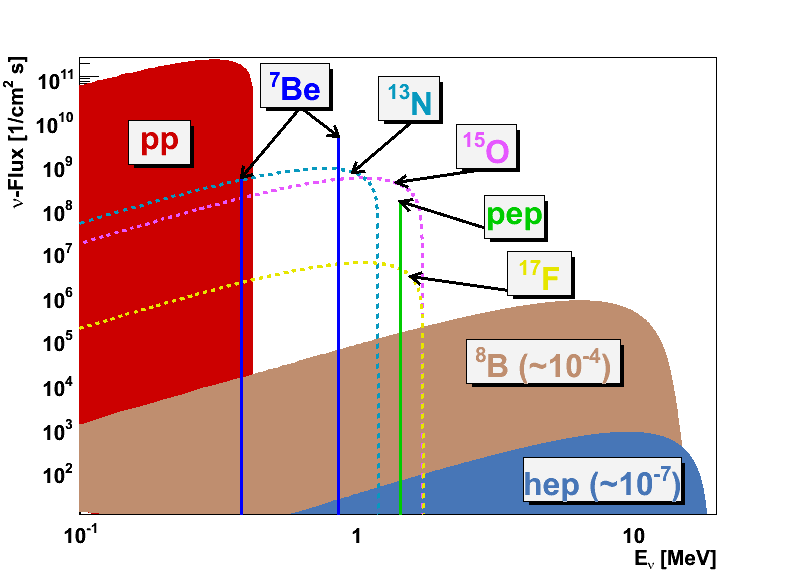 ν-Flux [1/cm² s]
10¹¹
10¹⁰
10⁹
10⁸
10⁷
10⁶
10⁵
10⁴
10³
10²
pp
⁷Be
¹³N
¹⁵O
pep
¹⁷F
⁸B (~10⁻⁴)
hep (~10⁻⁷)
10⁻¹
1
10
Eᵥ [MeV]